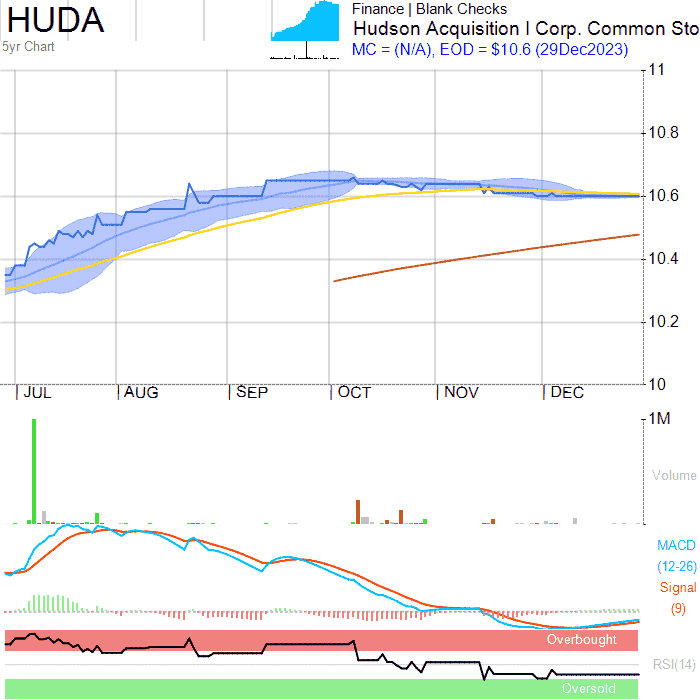 HUDA
5yr Chart
Finance | Blank Checks
Hudson Acquisition I Corp. Common Sto
MC = (N/A), EOD = $10.6 (29Dec2023)
11
10.8
10.6
10.4
10.2
10
JUL AUG SEP OCT NOV DEC
1M
Volume
MACD
(12-26)
Signal
(9)
Overbought
RSI(14)
Oversold